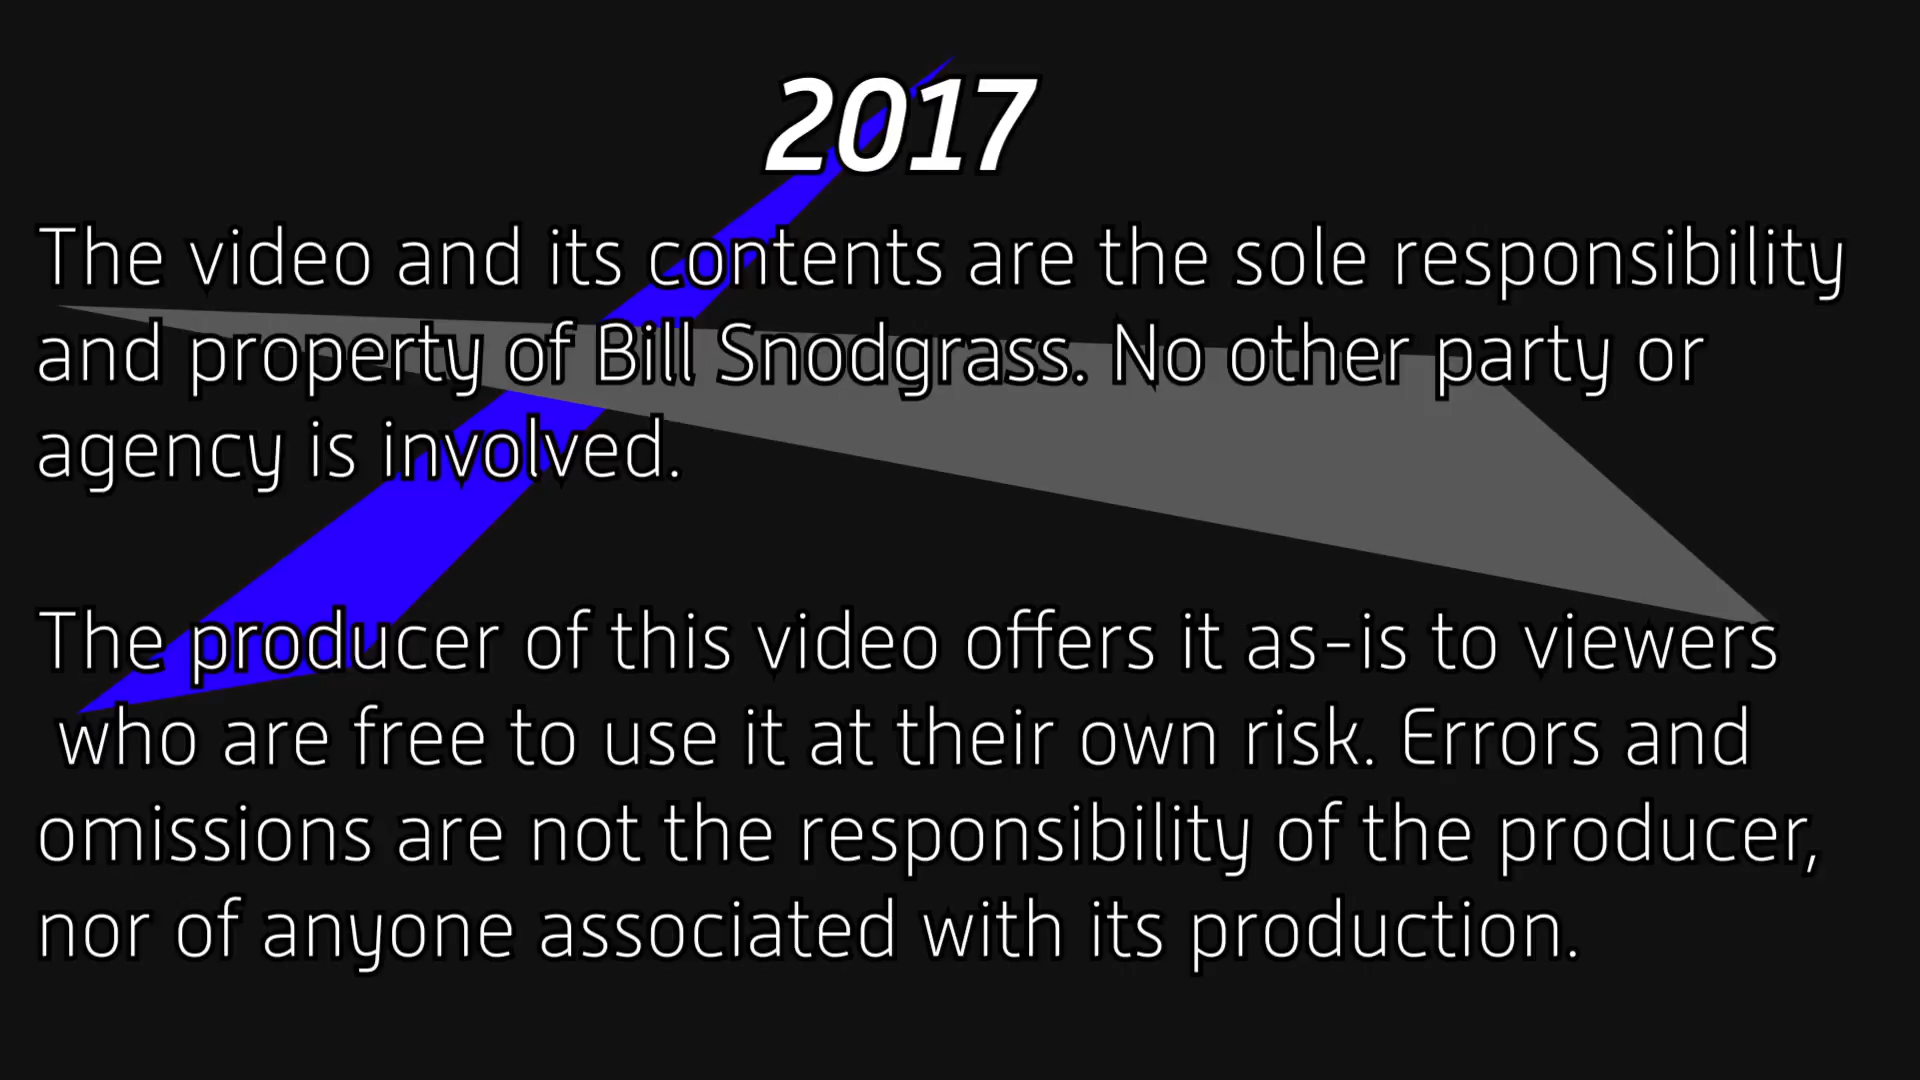 2017
The video and its contents are the sole responsibility
and property of Bill Snodgrass. No other party or
agency is involved.
The producer of this video offers it as-is to viewers
who are free to use it at their own risk. Errors and
omissions are not the responsibility of the producer,
nor of anyone associated with its production.